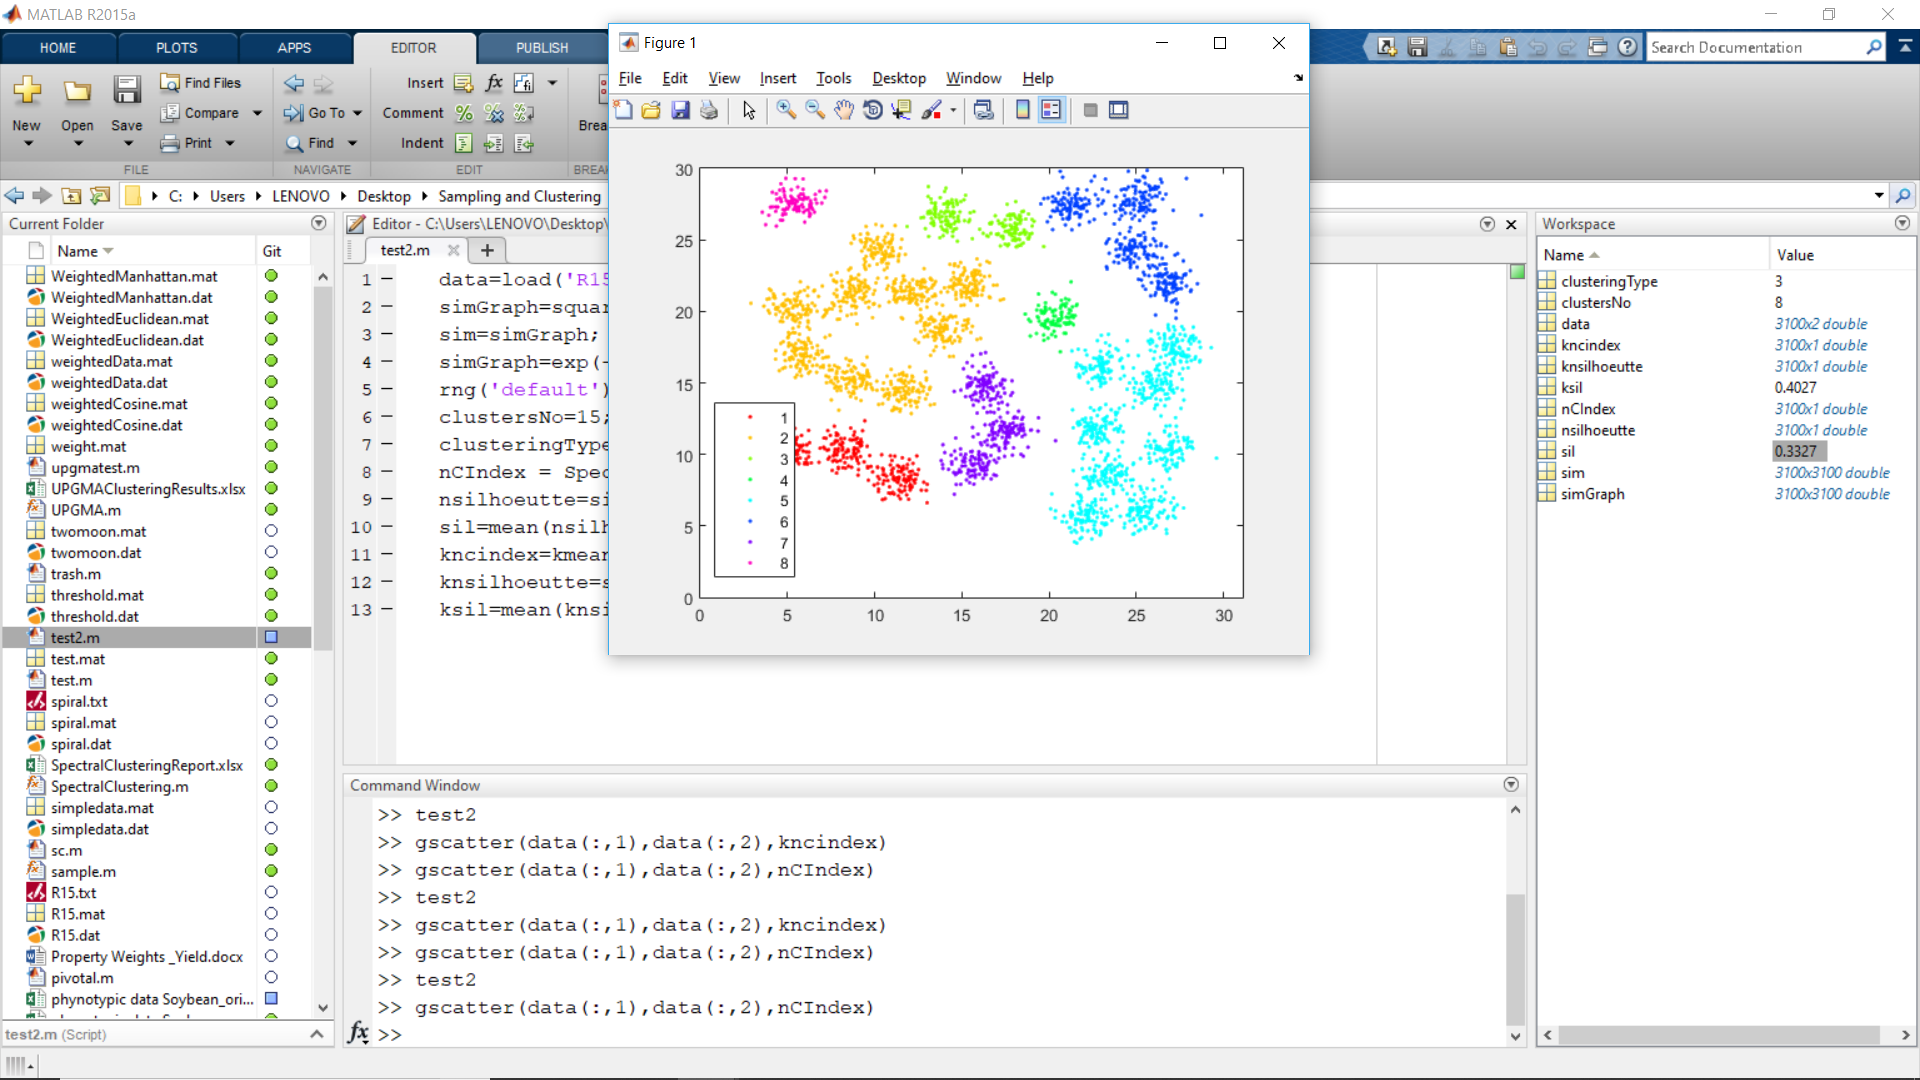 MATLAB R2015a
HOME PLOTS APPS EDITOR PUBLISH
Search Documentation
New Open Save
Find Files
Compare
Print
FILE
Go To
Find
NAVIGATE
Insert fx
Comment
Indent
EDIT
Brea
BREAK
C: Users LENOVO Desktop Sampling and Clustering
Current Folder
Name Git
WeightedManhattan.mat
WeightedManhattan.dat
WeightedEuclidean.mat
WeightedEuclidean.dat
weightedData.mat
weightedData.dat
weightedCosine.mat
weightedCosine.dat
weight.mat
upgmatest.m
UPGMAClusteringResults.xlsx
UPGMA.m
twomoon.mat
twomoon.dat
trash.m
threshold.mat
threshold.dat
test2.m
test.mat
test.m
spiral.txt
spiral.mat
spiral.dat
SpectralClusteringReport.xlsx
SpectralClustering.m
simpledata.mat
simpledata.dat
sc.m
sample.m
R15.txt
R15.mat
R15.dat
Property Weights _Yield.docx
pivotal.m
phynotypic data Soybean_ori...
test2.m (Script)
Editor - C:\Users\LENOVO\Desktop\
test2.m
1 data=load('R15
2 simGraph=squar
3 sim=simGraph;
4 simGraph=exp(-
5 rng('default')
6 clustersNo=15;
7 clusteringType
8 nCIndex = Spec
9 nsilhoeutte=si
10 sil=mean(nsilh
11 kncindex=kmean
12 knsilhoeutte=s
13 ksil=mean(knsi
Figure 1
File Edit View Insert Tools Desktop Window Help
30
25
20
15
10
5
0
0 5 10 15 20 25 30
1
2
3
4
5
6
7
8
Command Window
>> test2
>> gscatter(data(:,1),data(:,2),kncindex)
>> gscatter(data(:,1),data(:,2),nCIndex)
>> test2
>> gscatter(data(:,1),data(:,2),kncindex)
>> gscatter(data(:,1),data(:,2),nCIndex)
>> test2
>> gscatter(data(:,1),data(:,2),nCIndex)
fx >>
Workspace
Name Value
clusteringType 3
clustersNo 8
data 3100x2 double
kncindex 3100x1 double
knsilhoeutte 3100x1 double
ksil 0.4027
nCIndex 3100x1 double
nsilhoeutte 3100x1 double
sil 0.3327
sim 3100x3100 double
simGraph 3100x3100 double